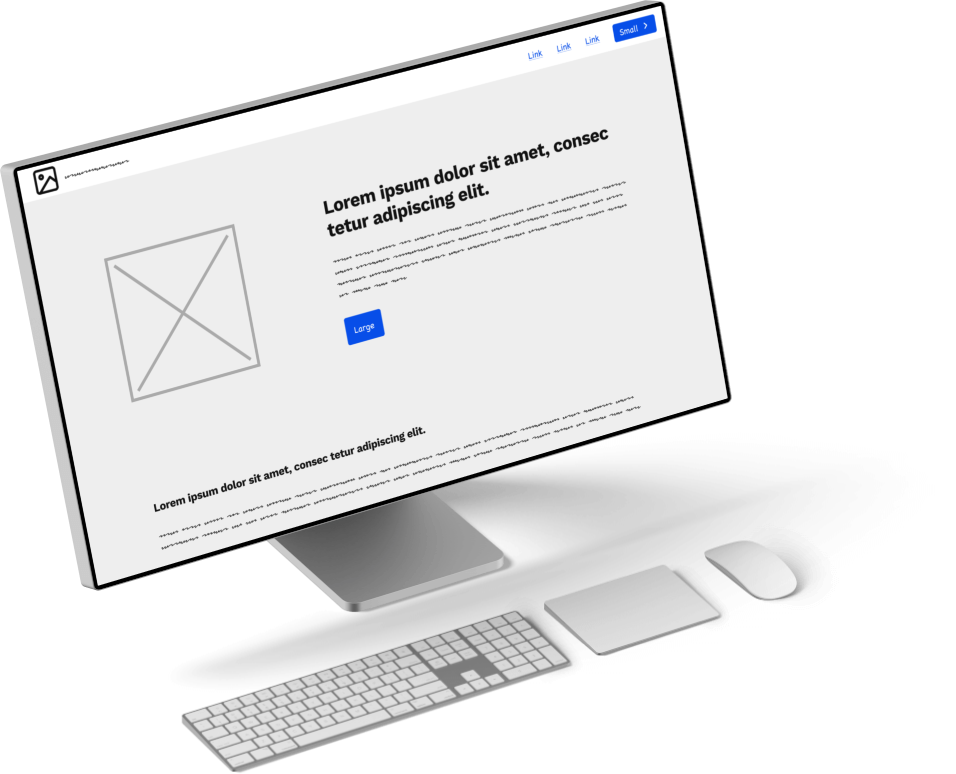 Link
Link
Link
Small
Lorem ipsum dolor sit amet, consec
tetur adipiscing elit.
Large
Lorem ipsum dolor sit amet, consec tetur adipiscing elit.